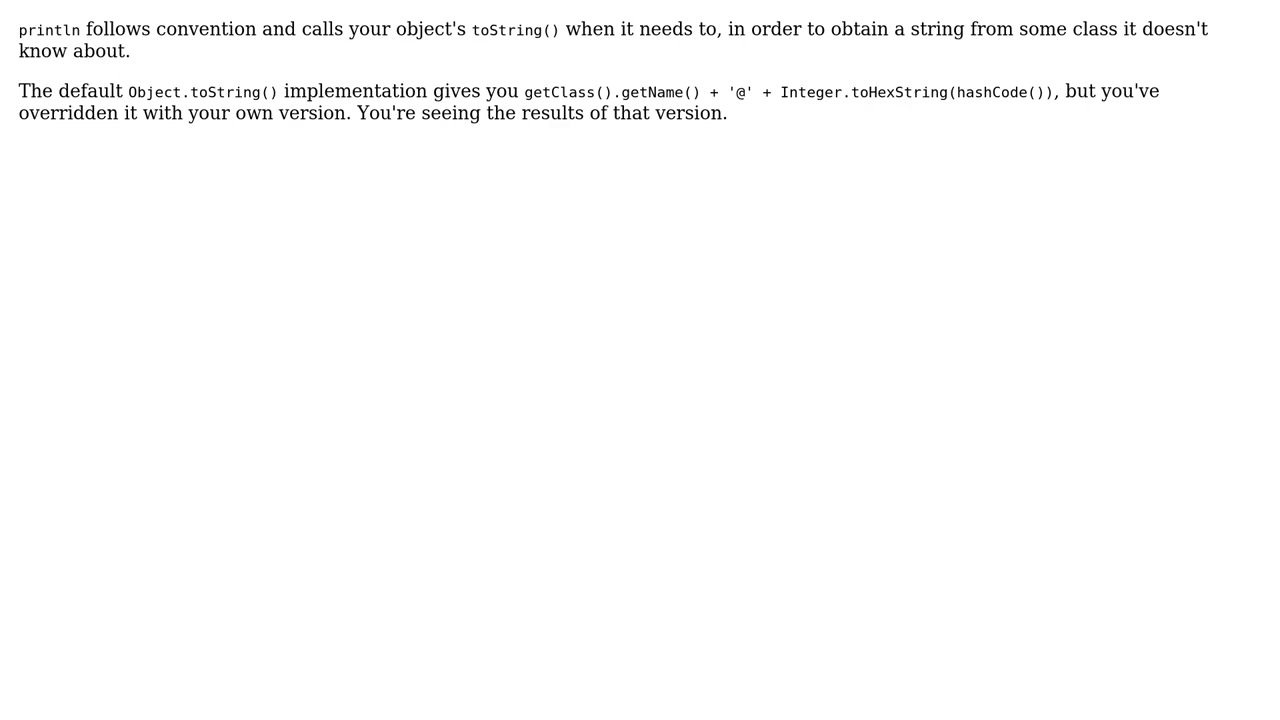 println follows convention and calls your object's toString() when it needs to, in order to obtain a string from some class it doesn't
know about.
The default Object.toString() implementation gives you getClass().getName() + '@' + Integer.toHexString(hashCode()), but you've
overridden it with your own version. You're seeing the results of that version.